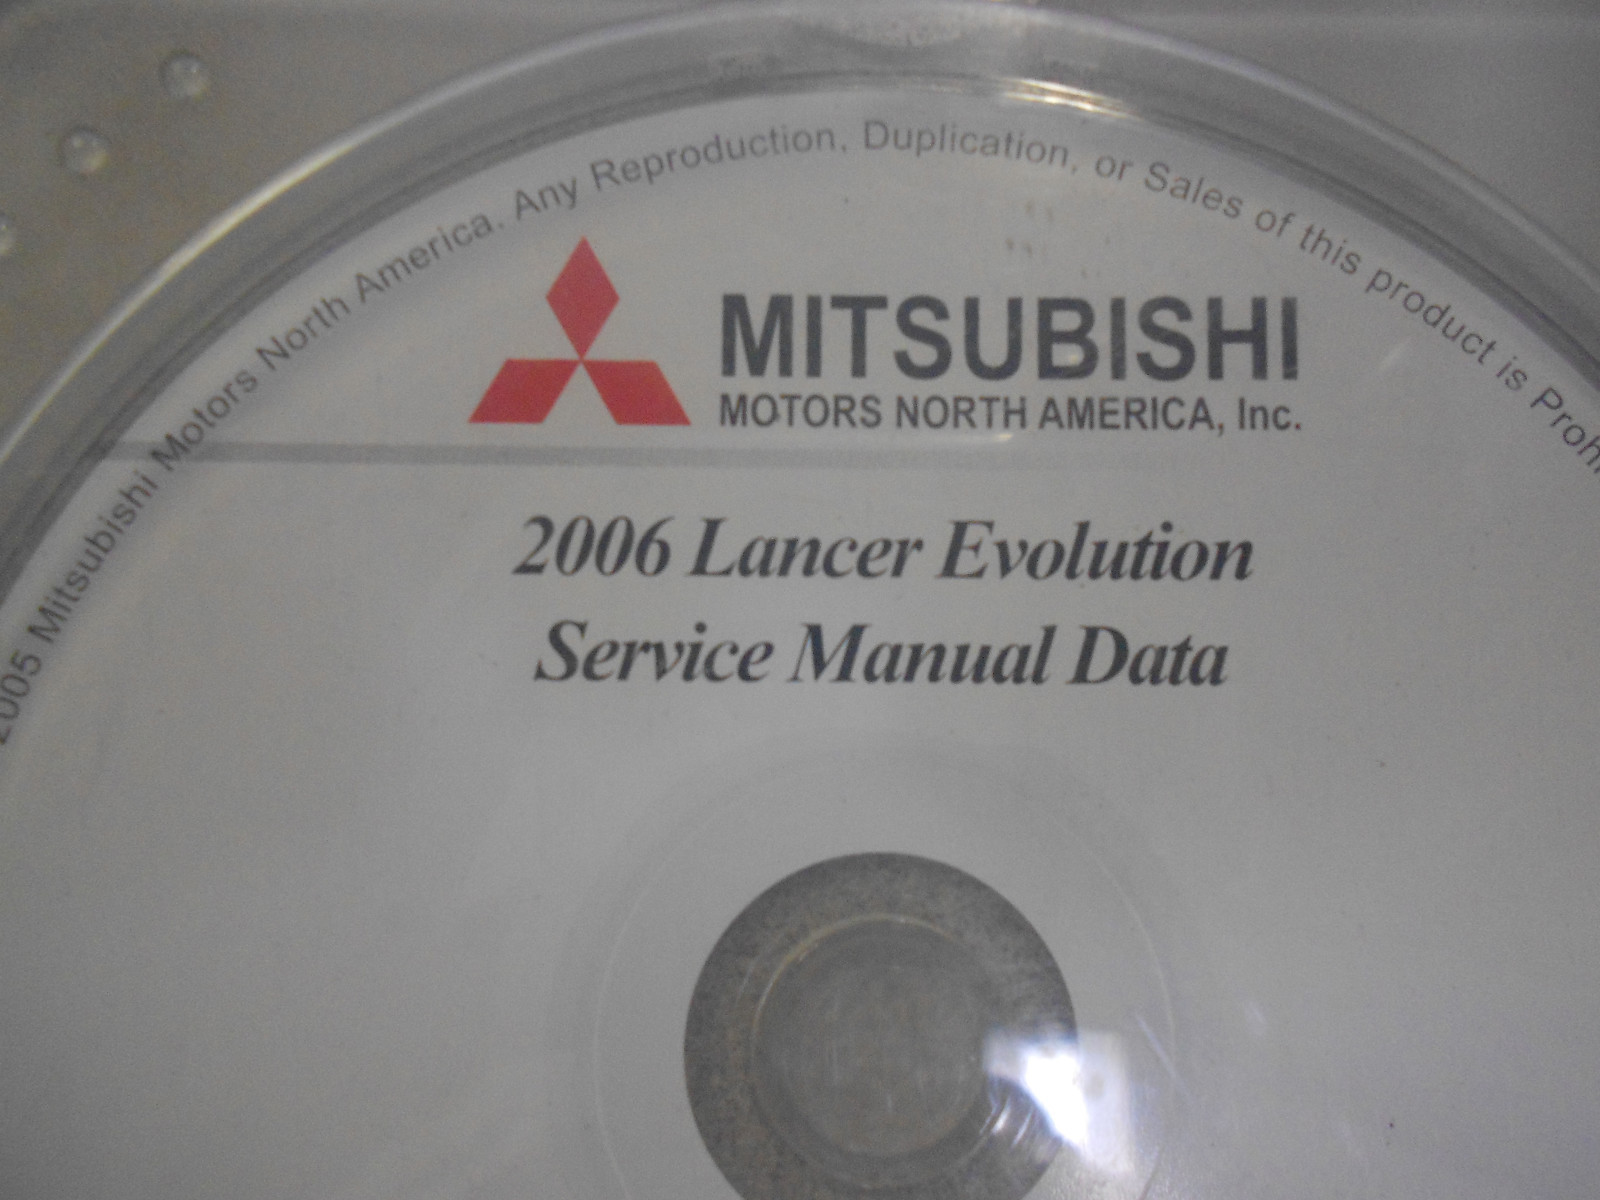 2005 Mitsubishi Motors North America. Any Reproduction, Duplication, or Sales of this product is
MITSUBISHI
MOTORS NORTH AMERICA, Inc.
2006 Lancer Evolution
Service Manual Data